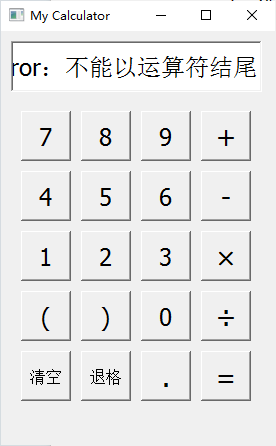 My Calculator
ror：不能以运算符结尾
7 8 9 +
4 5 6 -
1 2 3 ×
( ) 0 ÷
清空 退格 . =